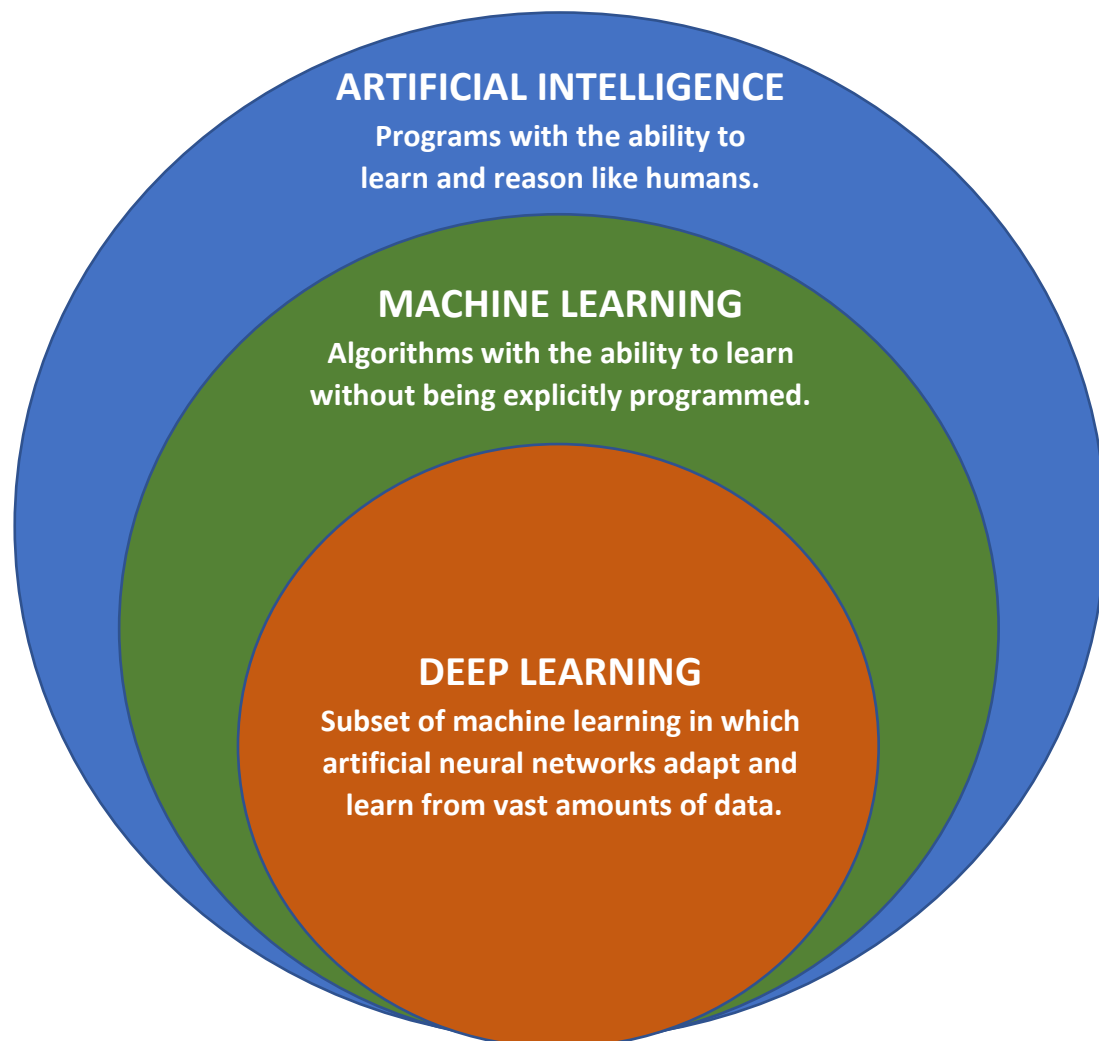 ARTIFICIAL INTELLIGENCE
Programs with the ability to
learn and reason like humans.
MACHINE LEARNING
Algorithms with the ability to learn
without being explicitly programmed.
DEEP LEARNING
Subset of machine learning in which
artificial neural networks adapt and
learn from vast amounts of data.